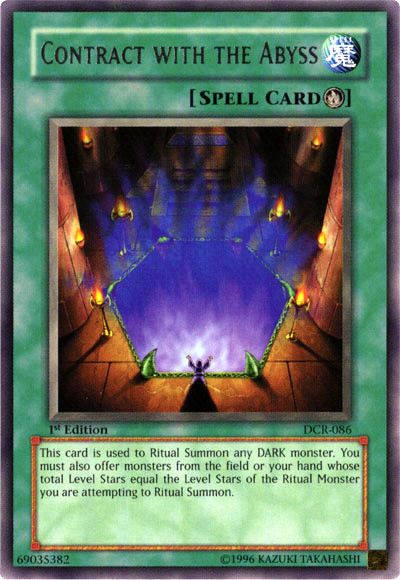 CONTRACT WITH THE ABYSS 魔
[SPELL CARD]
1st Edition DCR-086
This card is used to Ritual Summon any DARK monster. You
must also offer monsters from the field or your hand whose
total Level Stars equal the Level Stars of the Ritual Monster
you are attempting to Ritual Summon.
69035382 ©1996 KAZUKI TAKAHASHI